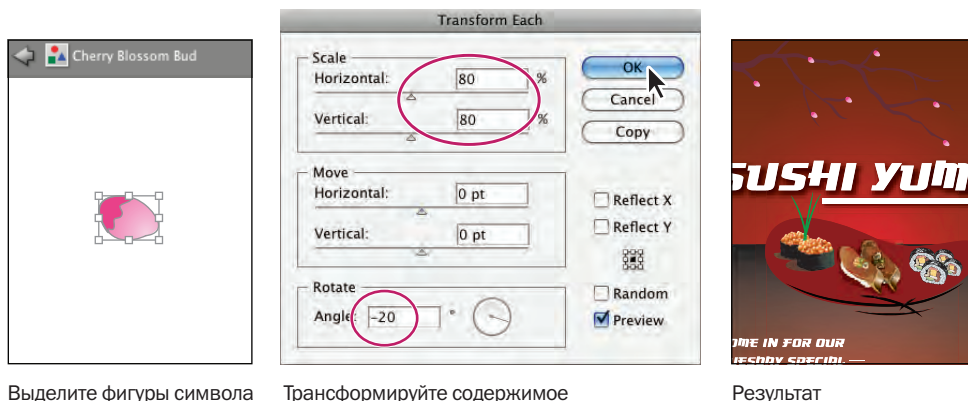 Cherry Blossom Bud
Выделите фигуры символа
Transform Each
Scale
Horizontal: 80 %
Vertical: 80 %
Move
Horizontal: 0 pt
Vertical: 0 pt
Rotate
Angle: -20 °
OK
Cancel
Copy
Reflect X
Reflect Y
Random
Preview
Трансформируйте содержимое
SUSHI YUM
OME IN FOR OUR
SPECIAL —
Результат